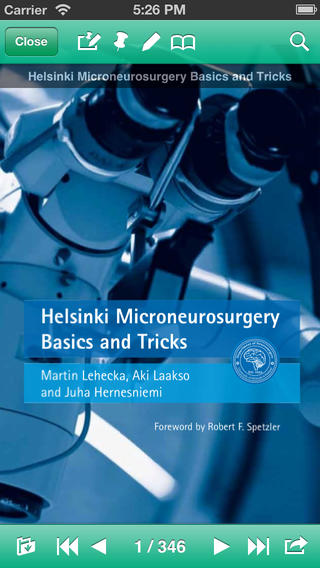 Carrier 5:26 PM
Close
Helsinki Microneurosurgery Basics and Tricks
Helsinki Microneurosurgery
Basics and Tricks
Martin Lehecka, Aki Laakso
and Juha Hernesniemi
Foreword by Robert F. Spetzler
1 / 346